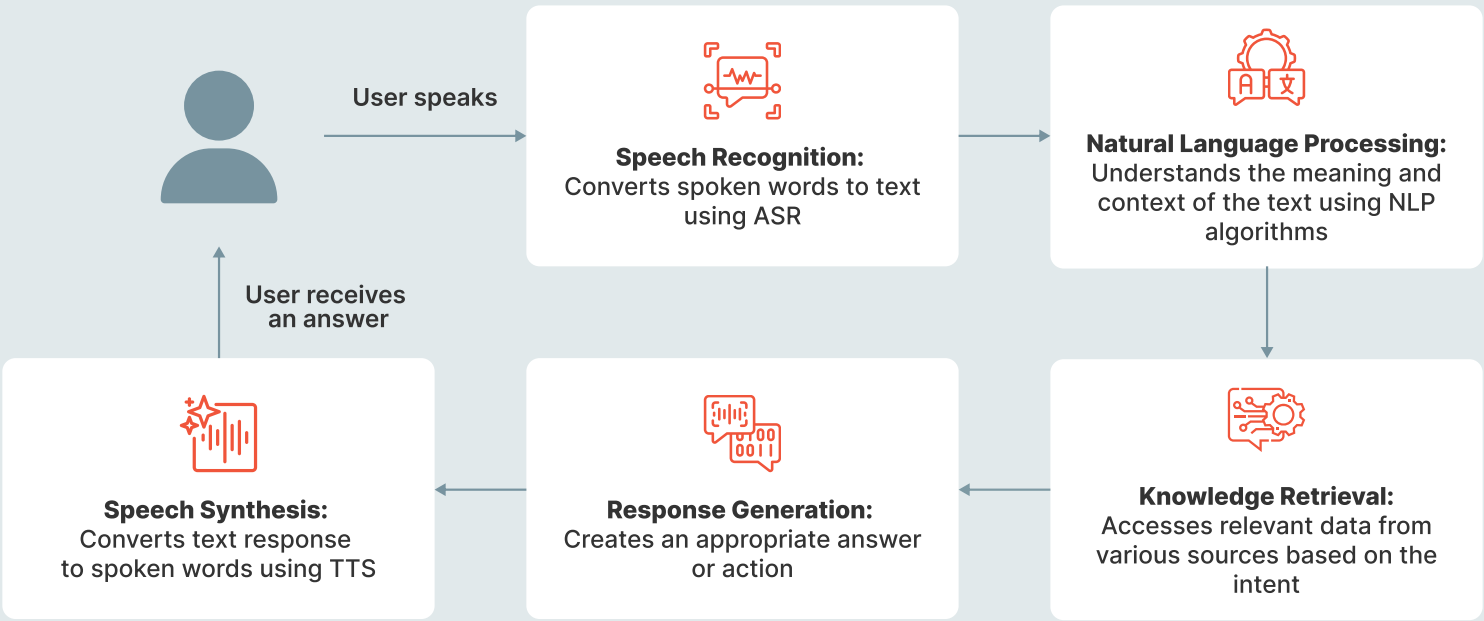 User speaks
Speech Recognition:
Converts spoken words to text
using ASR
A 文
Natural Language Processing:
Understands the meaning and
context of the text using NLP
algorithms
User receives
an answer
Speech Synthesis:
Converts text response
to spoken words using TTS
0100
0011
Response Generation:
Creates an appropriate answer
or action
Knowledge Retrieval:
Accesses relevant data from
various sources based on the
intent